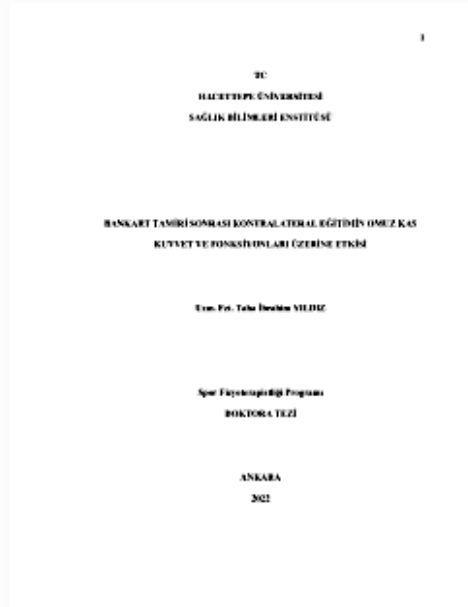 1
TC
HACETTEPE ÜNİVERSİTESİ
SAĞLIK BİLİMLERİ ENSTİTÜSÜ
BANKART TAMİRİ SONRASI KONTRALATERAL EĞİTİMİN OMUZ KAS
KUVVET VE FONKSİYONLARI ÜZERİNE ETKİSİ
Uzm. Fzt. Taha İbrahim YILDIZ
Spor Fizyoterapistliği Programı
DOKTORA TEZİ
ANKARA
2022